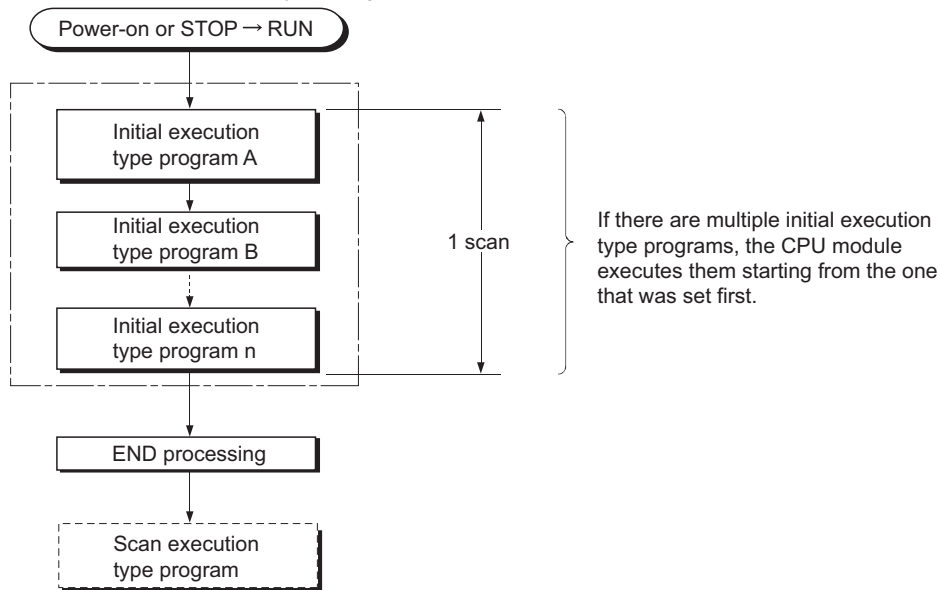 Power-on or STOP → RUN
Initial execution
type program A
Initial execution
type program B
1 scan
If there are multiple initial execution
type programs, the CPU module
executes them starting from the one
that was set first.
Initial execution
type program n
END processing
Scan execution
type program